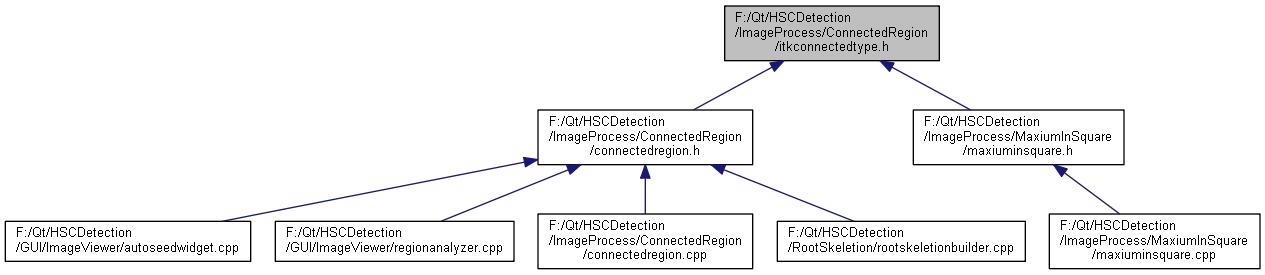 F:/Qt/HSCDetection
/ImageProcess/ConnectedRegion
/itkconnectedtype.h
F:/Qt/HSCDetection
/ImageProcess/ConnectedRegion
/connectedregion.h
F:/Qt/HSCDetection
/ImageProcess/MaxiumInSquare
/maxiuminsquare.h
F:/Qt/HSCDetection
/GUI/ImageViewer/autoseedwidget.cpp
F:/Qt/HSCDetection
/GUI/ImageViewer/regionanalyzer.cpp
F:/Qt/HSCDetection
/ImageProcess/ConnectedRegion
/connectedregion.cpp
F:/Qt/HSCDetection
/RootSkeletion/rootskeletionbuilder.cpp
F:/Qt/HSCDetection
/ImageProcess/MaxiumInSquare
/maxiuminsquare.cpp